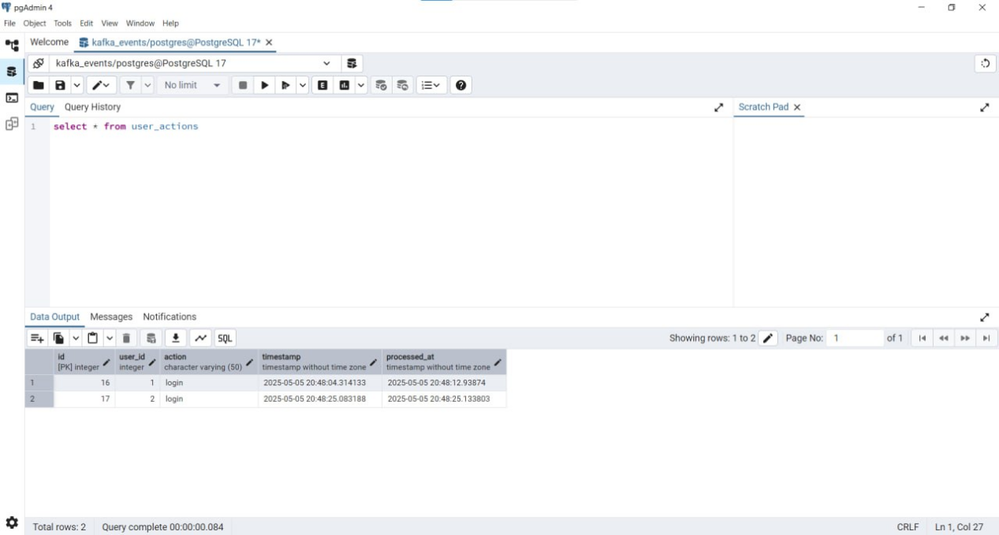 pgAdmin 4
File Object Tools Edit View Window Help
Welcome kafka_events/postgres@PostgreSQL 17*
kafka_events/postgres@PostgreSQL 17
No limit
E
Query Query History
Scratch Pad
1 select * from user_actions
Data Output Messages Notifications
SQL
Showing rows: 1 to 2 Page No: 1 of 1
id user_id action timestamp processed_at
[PK] integer integer character varying (50) timestamp without time zone timestamp without time zone
1 16 1 login 2025-05-05 20:48:04.314133 2025-05-05 20:48:12.93874
2 17 2 login 2025-05-05 20:48:25.083188 2025-05-05 20:48:25.133803
Total rows: 2 Query complete 00:00:00.084 CRLF Ln 1, Col 27